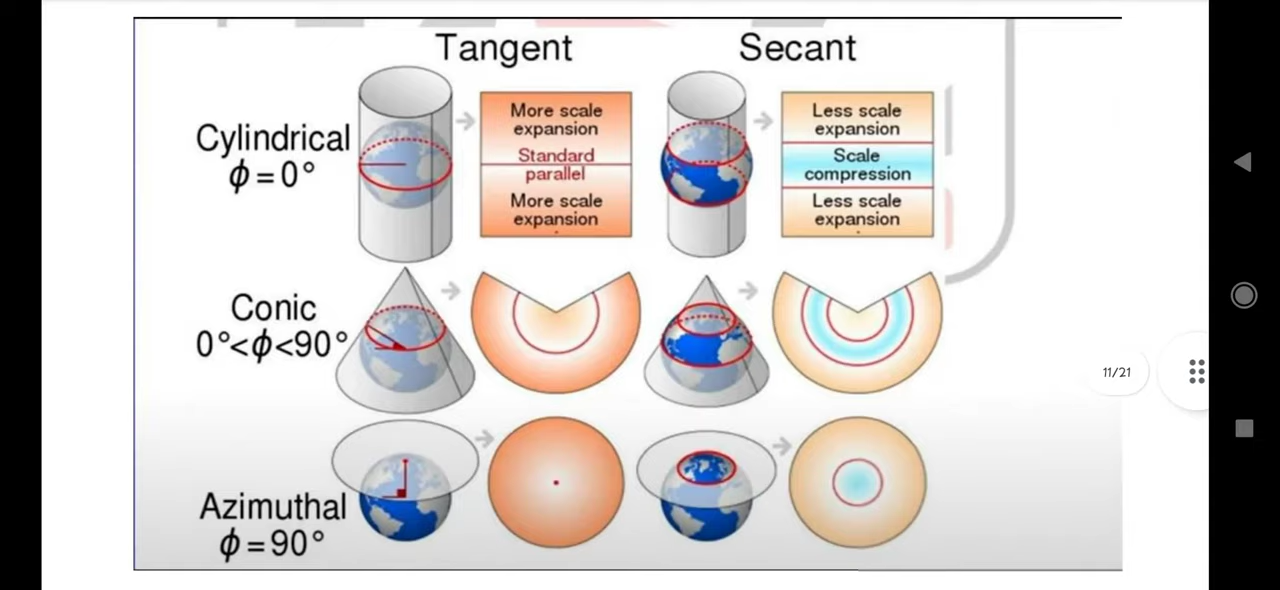 Tangent
Secant
Cylindrical
ϕ = 0°
More scale
expansion
Standard
parallel
More scale
expansion
Less scale
expansion
Scale
compression
Less scale
expansion
Conic
0°<ϕ<90°
11/21
Azimuthal
ϕ = 90°